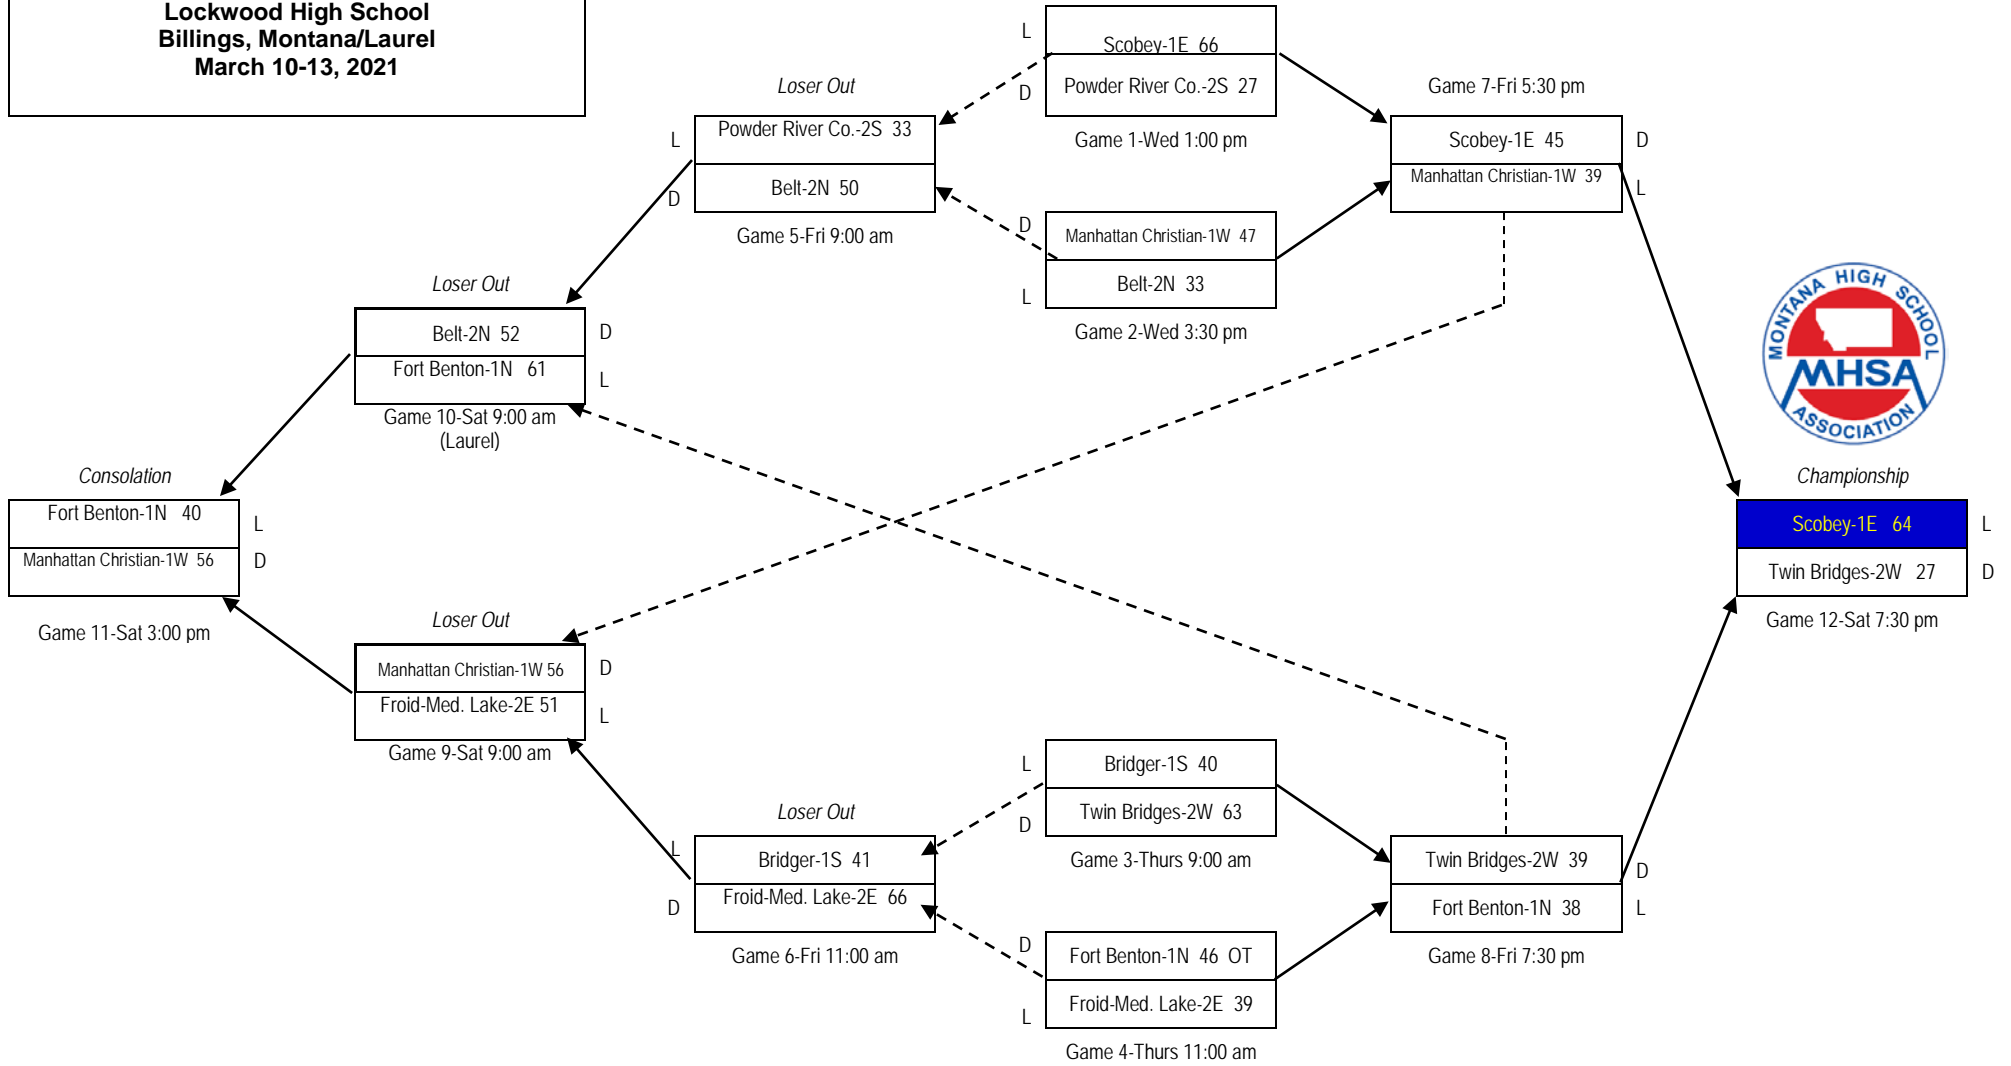 Lockwood High School
Billings, Montana/Laurel
March 10-13, 2021
L
Scobey-1E 66
D
Powder River Co.-2S 27
Game 1-Wed 1:00 pm
D
Manhattan Christian-1W 47
L
Belt-2N 33
Game 2-Wed 3:30 pm
L
Bridger-1S 40
D
Twin Bridges-2W 63
Game 3-Thurs 9:00 am
D
Fort Benton-1N 46 OT
L
Froid-Med. Lake-2E 39
Game 4-Thurs 11:00 am
Loser Out
L
Powder River Co.-2S 33
D
Belt-2N 50
Game 5-Fri 9:00 am
Loser Out
L
Bridger-1S 41
D
Froid-Med. Lake-2E 66
Game 6-Fri 11:00 am
Game 7-Fri 5:30 pm
Scobey-1E 45
D
Manhattan Christian-1W 39
L
Twin Bridges-2W 39
D
Fort Benton-1N 38
L
Game 8-Fri 7:30 pm
Loser Out
Belt-2N 52
D
Fort Benton-1N 61
L
Game 10-Sat 9:00 am
(Laurel)
Loser Out
Manhattan Christian-1W 56
D
Froid-Med. Lake-2E 51
L
Game 9-Sat 9:00 am
Consolation
Fort Benton-1N 40
L
Manhattan Christian-1W 56
D
Game 11-Sat 3:00 pm
MONTANA HIGH SCHOOL
MHSA
ASSOCIATION
Championship
Scobey-1E 64
L
Twin Bridges-2W 27
D
Game 12-Sat 7:30 pm